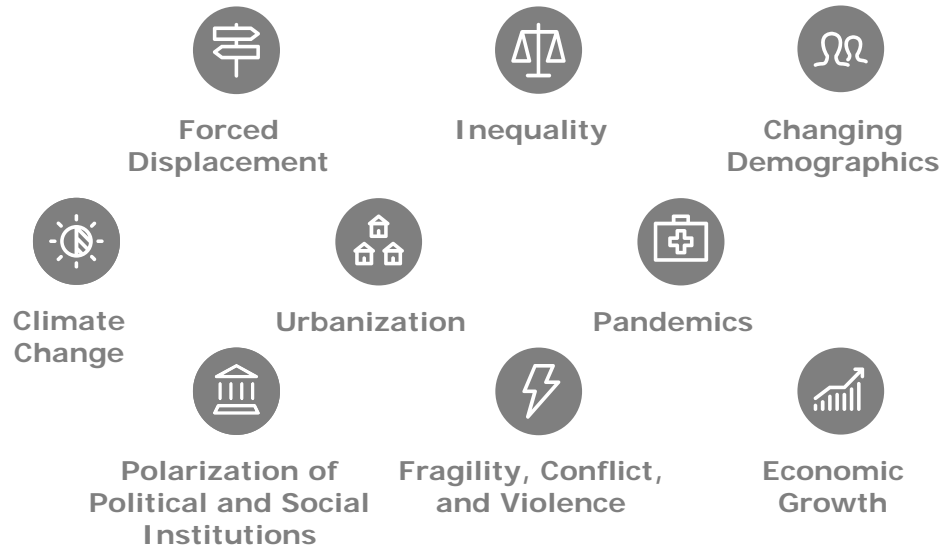 Forced
Displacement
Inequality
Changing
Demographics
Climate
Change
Urbanization
Pandemics
Polarization of
Political and Social
Institutions
Fragility, Conflict,
and Violence
Economic
Growth